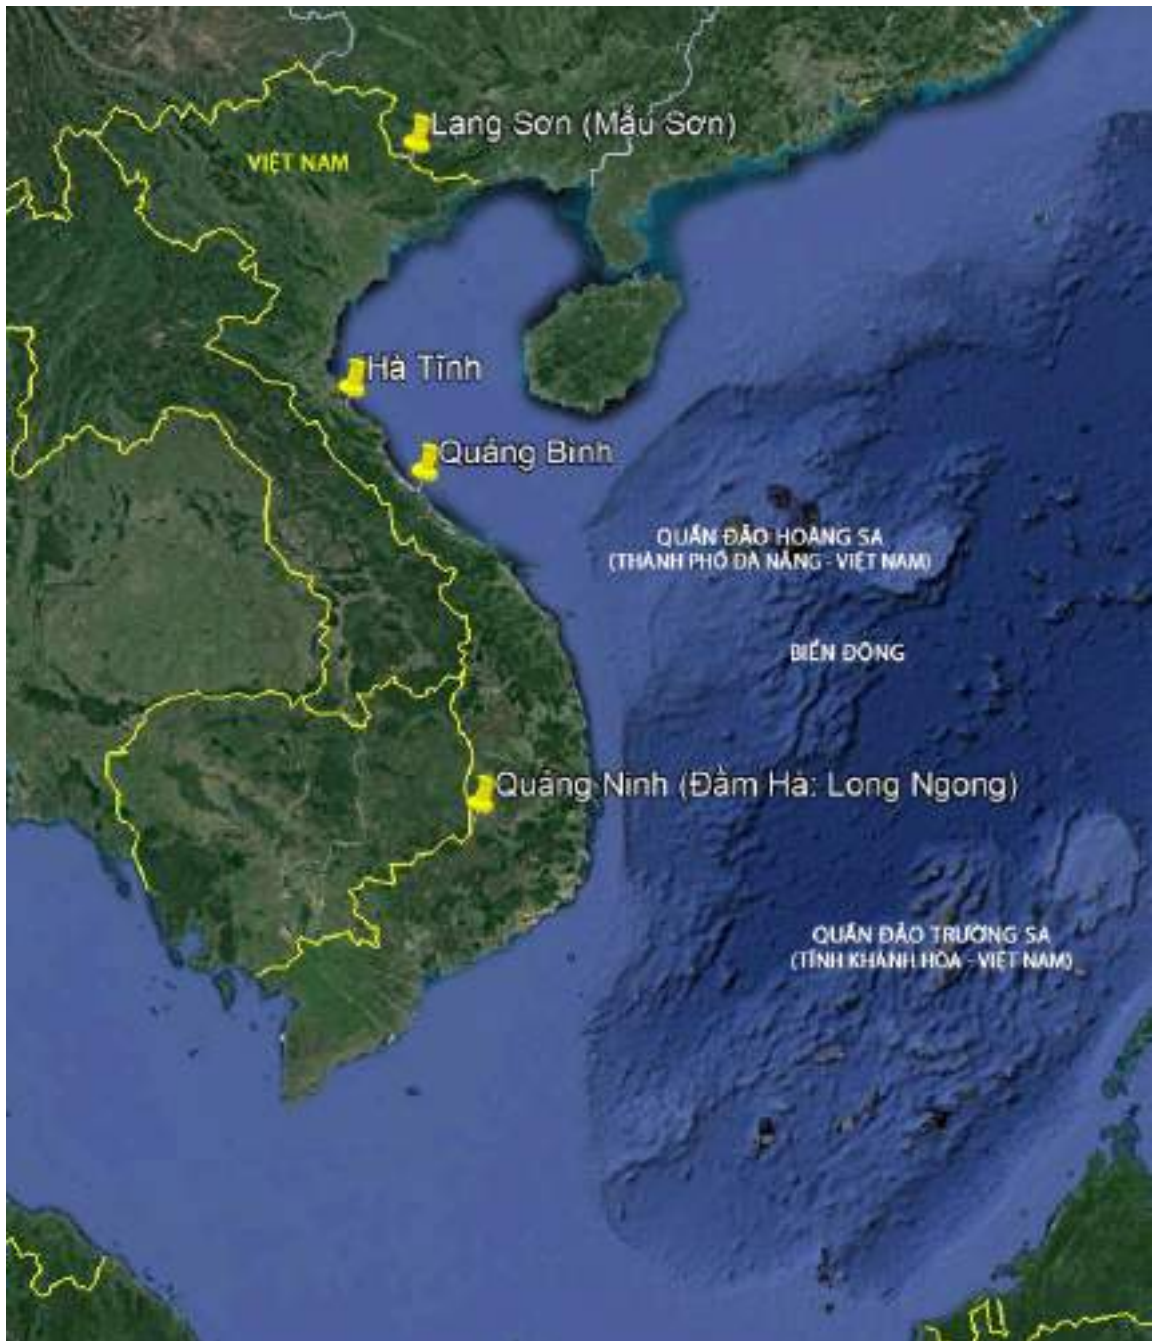 Lạng Sơn (Mẫu Sơn)
VIỆT NAM
Hà Tĩnh
Quảng Bình
QUẦN ĐẢO HOÀNG SA
(THÀNH PHỐ ĐÀ NẴNG - VIỆT NAM)
BIỂN ĐÔNG
Quảng Ninh (Đầm Hà: Long Ngong)
QUẦN ĐẢO TRƯỜNG SA
(TỈNH KHÁNH HÒA - VIỆT NAM)